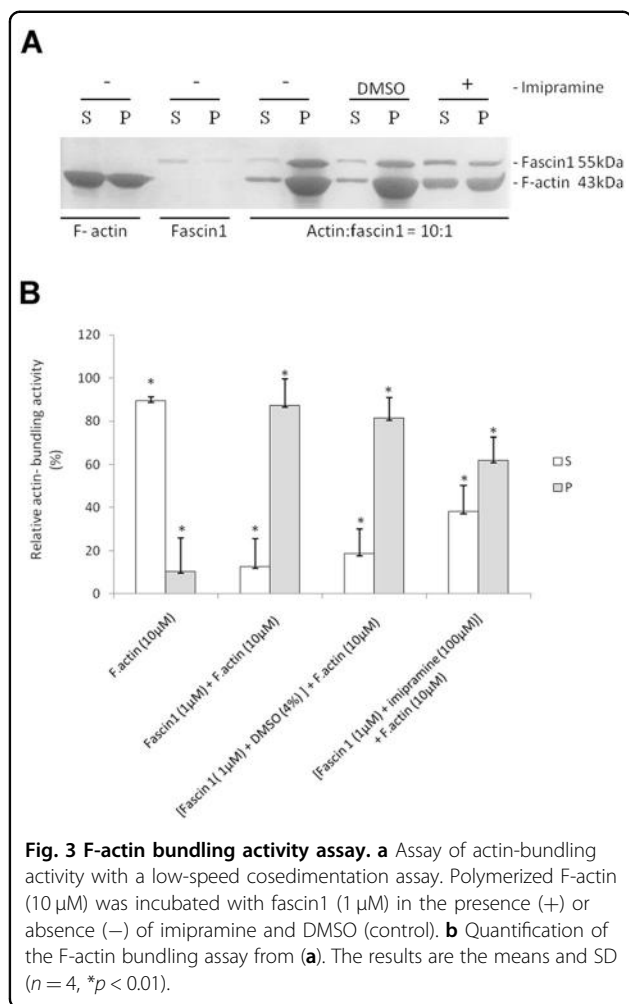 A
- - - DMSO + - Imipramine
S P S P S P S P S P
- Fascin1 55kDa
- F-actin 43kDa
F- actin Fascin1 Actin:fascin1 = 10:1
B
Relative actin- bundling activity
(%)
120
100
80
60
40
20
0
* * * * * * * *
S
P
F.actin (10µM)
Fascin1 (1µM) + F.actin (10µM)
[Fascin 1( 1µM) + DMSO (4%) ] + F.actin (10µM)
[Fascin 1 (1µM) + imipramine (100µM)]
+ F.actin (10µM)
Fig. 3 F-actin bundling activity assay. a Assay of actin-bundling
activity with a low-speed cosedimentation assay. Polymerized F-actin
(10 µM) was incubated with fascin1 (1 µM) in the presence (+) or
absence (−) of imipramine and DMSO (control). b Quantification of
the F-actin bundling assay from (a). The results are the means and SD
(n = 4, *p < 0.01).